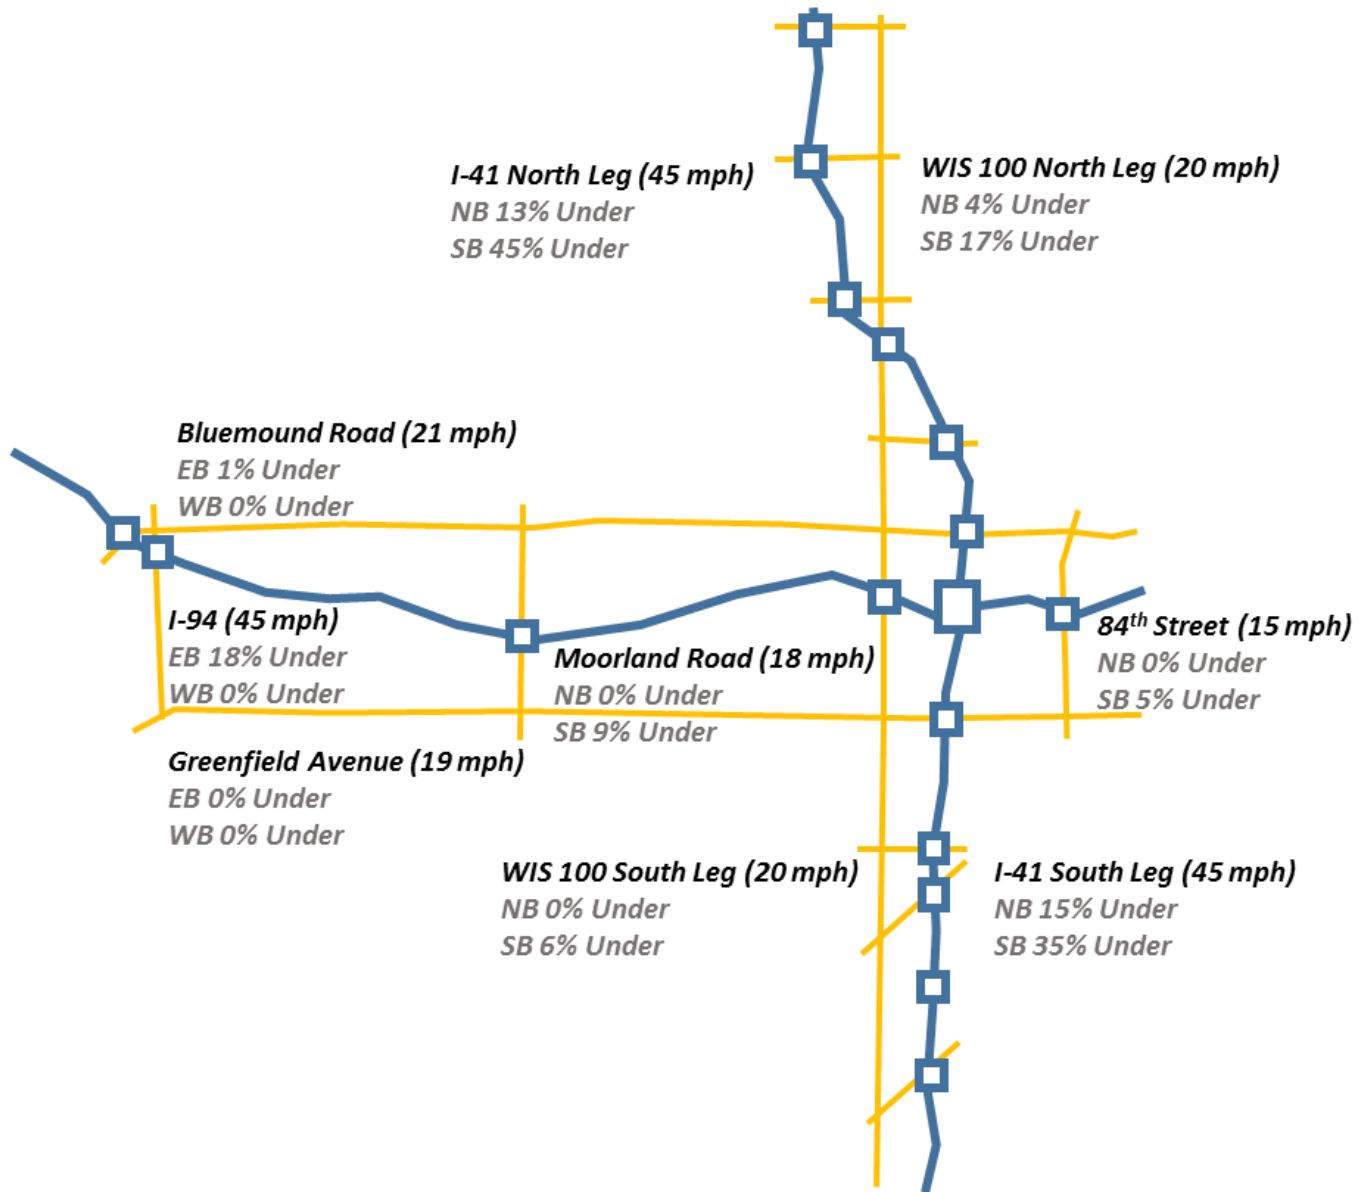 I-41 North Leg (45 mph)
NB 13% Under
SB 45% Under
WIS 100 North Leg (20 mph)
NB 4% Under
SB 17% Under
Bluemound Road (21 mph)
EB 1% Under
WB 0% Under
I-94 (45 mph)
EB 18% Under
WB 0% Under
Moorland Road (18 mph)
NB 0% Under
SB 9% Under
84th Street (15 mph)
NB 0% Under
SB 5% Under
Greenfield Avenue (19 mph)
EB 0% Under
WB 0% Under
WIS 100 South Leg (20 mph)
NB 0% Under
SB 6% Under
I-41 South Leg (45 mph)
NB 15% Under
SB 35% Under